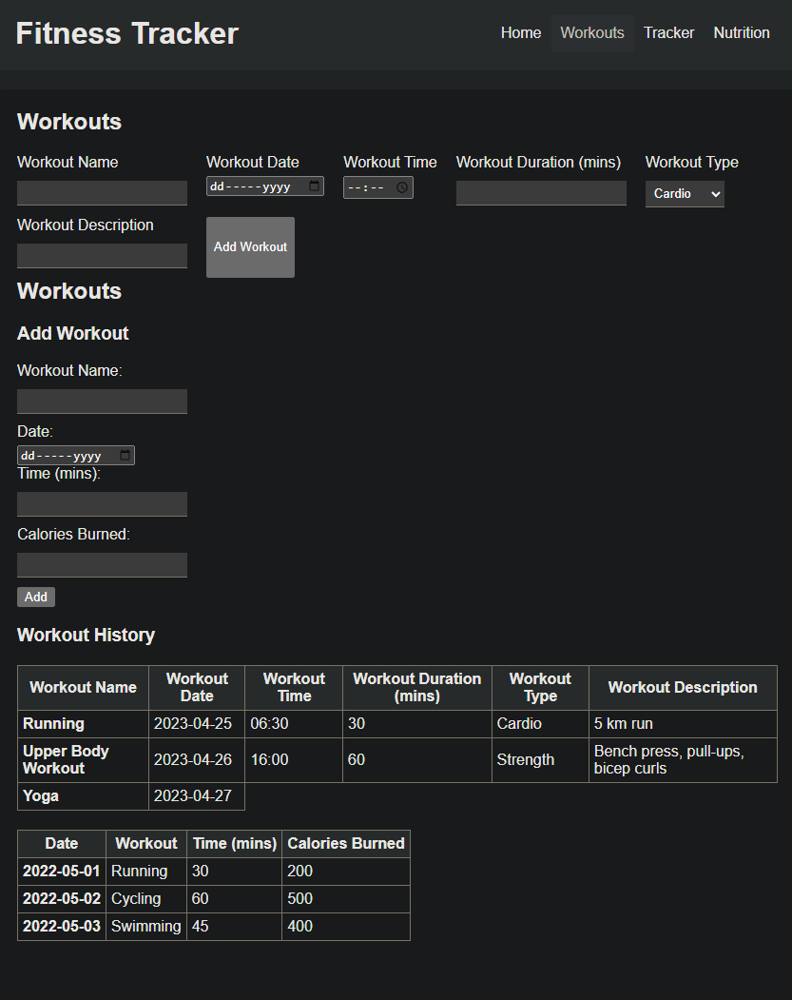 Fitness Tracker
Home Workouts Tracker Nutrition
Workouts
Workout Name Workout Date Workout Time Workout Duration (mins) Workout Type
dd-----yyyy --:-- Cardio
Workout Description
Add Workout
Workouts
Add Workout
Workout Name:
Date:
dd-----yyyy
Time (mins):
Calories Burned:
Add
Workout History
Workout Name Workout Date Workout Time Workout Duration (mins) Workout Type Workout Description
Running 2023-04-25 06:30 30 Cardio 5 km run
Upper Body Workout 2023-04-26 16:00 60 Strength Bench press, pull-ups, bicep curls
Yoga 2023-04-27
Date Workout Time (mins) Calories Burned
2022-05-01 Running 30 200
2022-05-02 Cycling 60 500
2022-05-03 Swimming 45 400